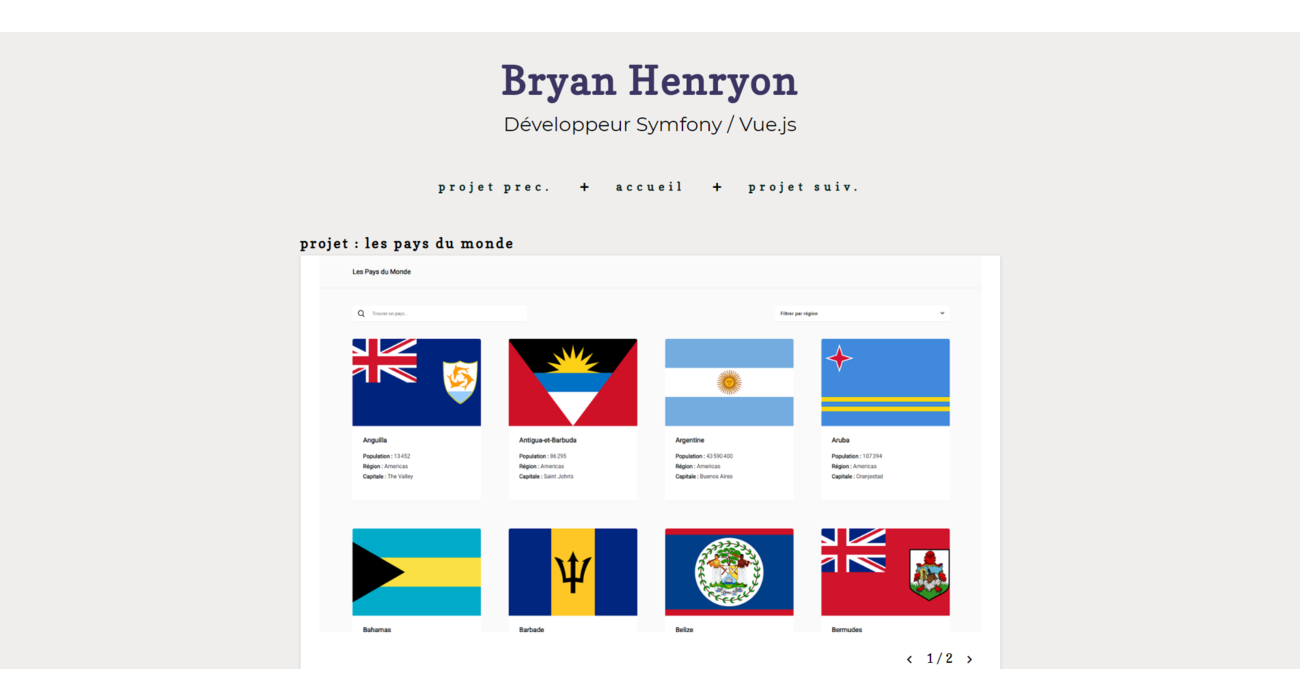 Bryan Henryon
Développeur Symfony / Vue.js
projet prec. + accueil + projet suiv.
projet : les pays du monde
Les Pays du Monde
Trouver un pays..
Filtrer par région
Anguilla
Population : 13 452
Région : Americas
Capitale : The Valley
Antigua-et-Barbuda
Population : 86 295
Région : Americas
Capitale : Saint John's
Argentine
Population : 43 590 400
Région : Americas
Capitale : Buenos Aires
Aruba
Population : 107 394
Région : Americas
Capitale : Oranjestad
Bahamas
Barbade
Belize
Bermudes
‹ 1 / 2 ›